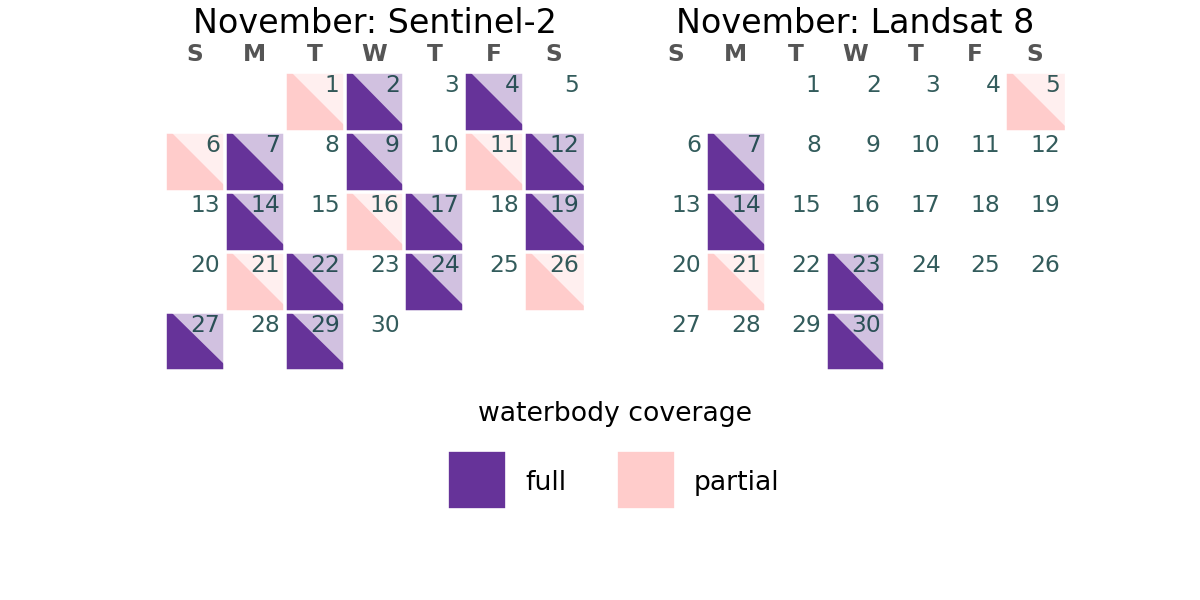 November: Sentinel-2
S M T W T F S
1 2 3 4 5
6 7 8 9 10 11 12
13 14 15 16 17 18 19
20 21 22 23 24 25 26
27 28 29 30
November: Landsat 8
S M T W T F S
1 2 3 4 5
6 7 8 9 10 11 12
13 14 15 16 17 18 19
20 21 22 23 24 25 26
27 28 29 30
waterbody coverage
full partial